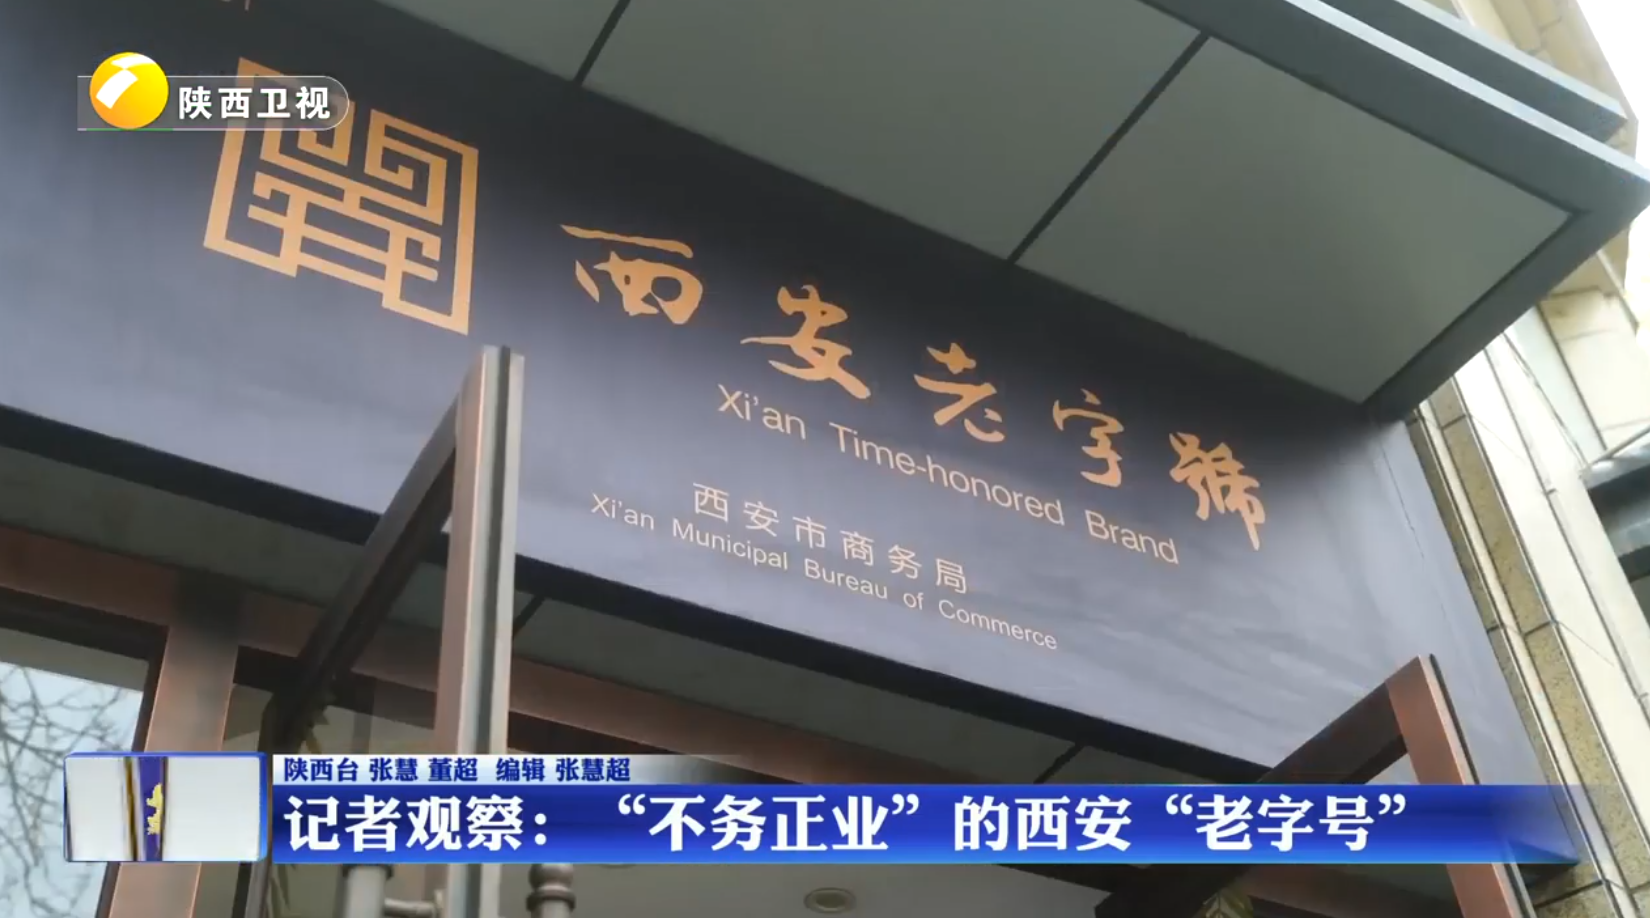 陕西卫视
西安老字號
Xi'an Time-honored Brand
西安市商务局
Xi'an Municipal Bureau of Commerce
陕西台 张慧 董超 编辑 张慧超
记者观察：“不务正业”的西安“老字号”